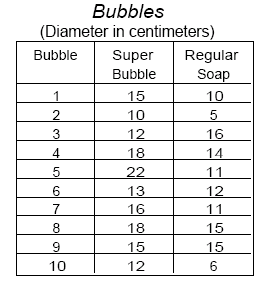 Bubbles
(Diameter in centimeters)
Bubble Super Bubble Regular Soap
1 15 10
2 10 5
3 12 16
4 18 14
5 22 11
6 13 12
7 16 11
8 18 15
9 15 15
10 12 6